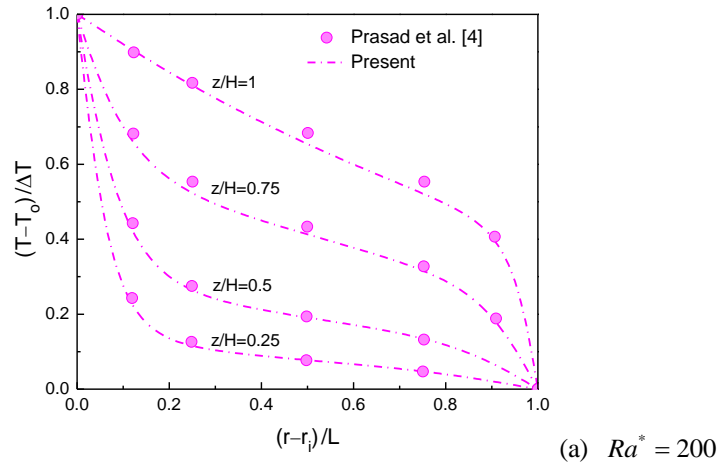 1.0
Prasad et al. [4]
Present
z/H=1
0.8
(T−Tₒ)/ΔT
0.6
z/H=0.75
0.4
z/H=0.5
0.2
z/H=0.25
0.0
0.0 0.2 0.4 0.6 0.8 1.0
(r−rᵢ)/L
(a) Ra* = 200